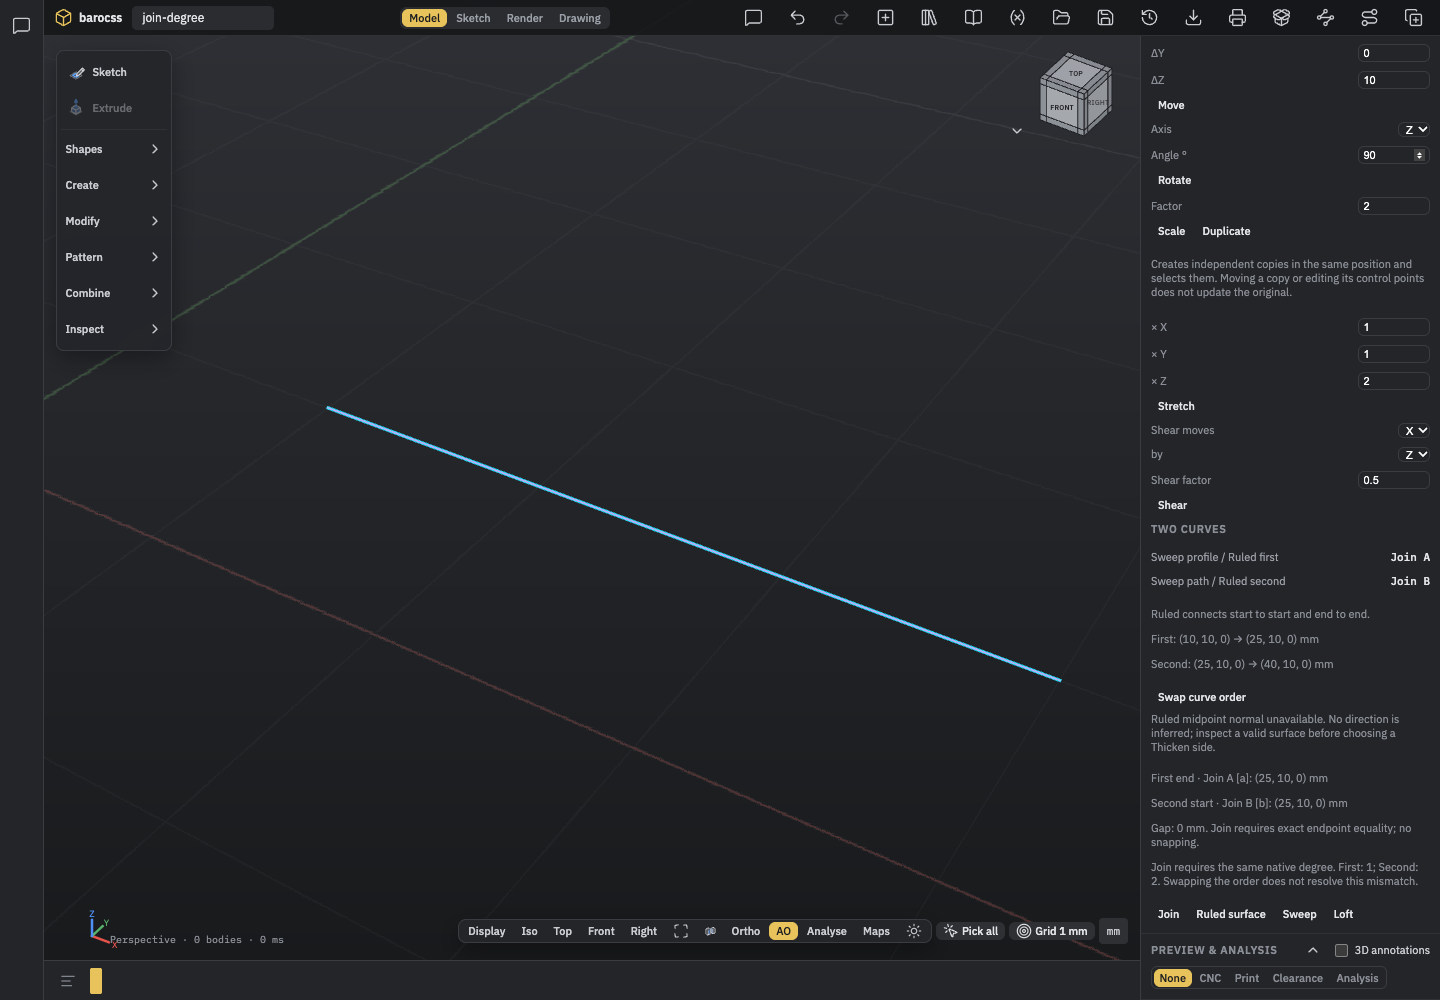 barocss
join-degree
Model
Sketch
Render
Drawing
Sketch
Extrude
Shapes
Create
Modify
Pattern
Combine
Inspect
TOP
FRONT
RIGHT
Z
Y
X
Perspective · 0 bodies · 0 ms
Display
Iso
Top
Front
Right
Ortho
AO
Analyse
Maps
Pick all
Grid 1 mm
mm
ΔY
0
ΔZ
10
Move
Axis
Z
Angle °
90
Rotate
Factor
2
Scale
Duplicate
Creates independent copies in the same position and
selects them. Moving a copy or editing its control points
does not update the original.
× X
1
× Y
1
× Z
2
Stretch
Shear moves
X
by
Z
Shear factor
0.5
Shear
TWO CURVES
Sweep profile / Ruled first
Join A
Sweep path / Ruled second
Join B
Ruled connects start to start and end to end.
First: (10, 10, 0) → (25, 10, 0) mm
Second: (25, 10, 0) → (40, 10, 0) mm
Swap curve order
Ruled midpoint normal unavailable. No direction is
inferred; inspect a valid surface before choosing a
Thicken side.
First end · Join A [a]: (25, 10, 0) mm
Second start · Join B [b]: (25, 10, 0) mm
Gap: 0 mm. Join requires exact endpoint equality; no
snapping.
Join requires the same native degree. First: 1; Second:
2. Swapping the order does not resolve this mismatch.
Join
Ruled surface
Sweep
Loft
PREVIEW & ANALYSIS
3D annotations
None
CNC
Print
Clearance
Analysis